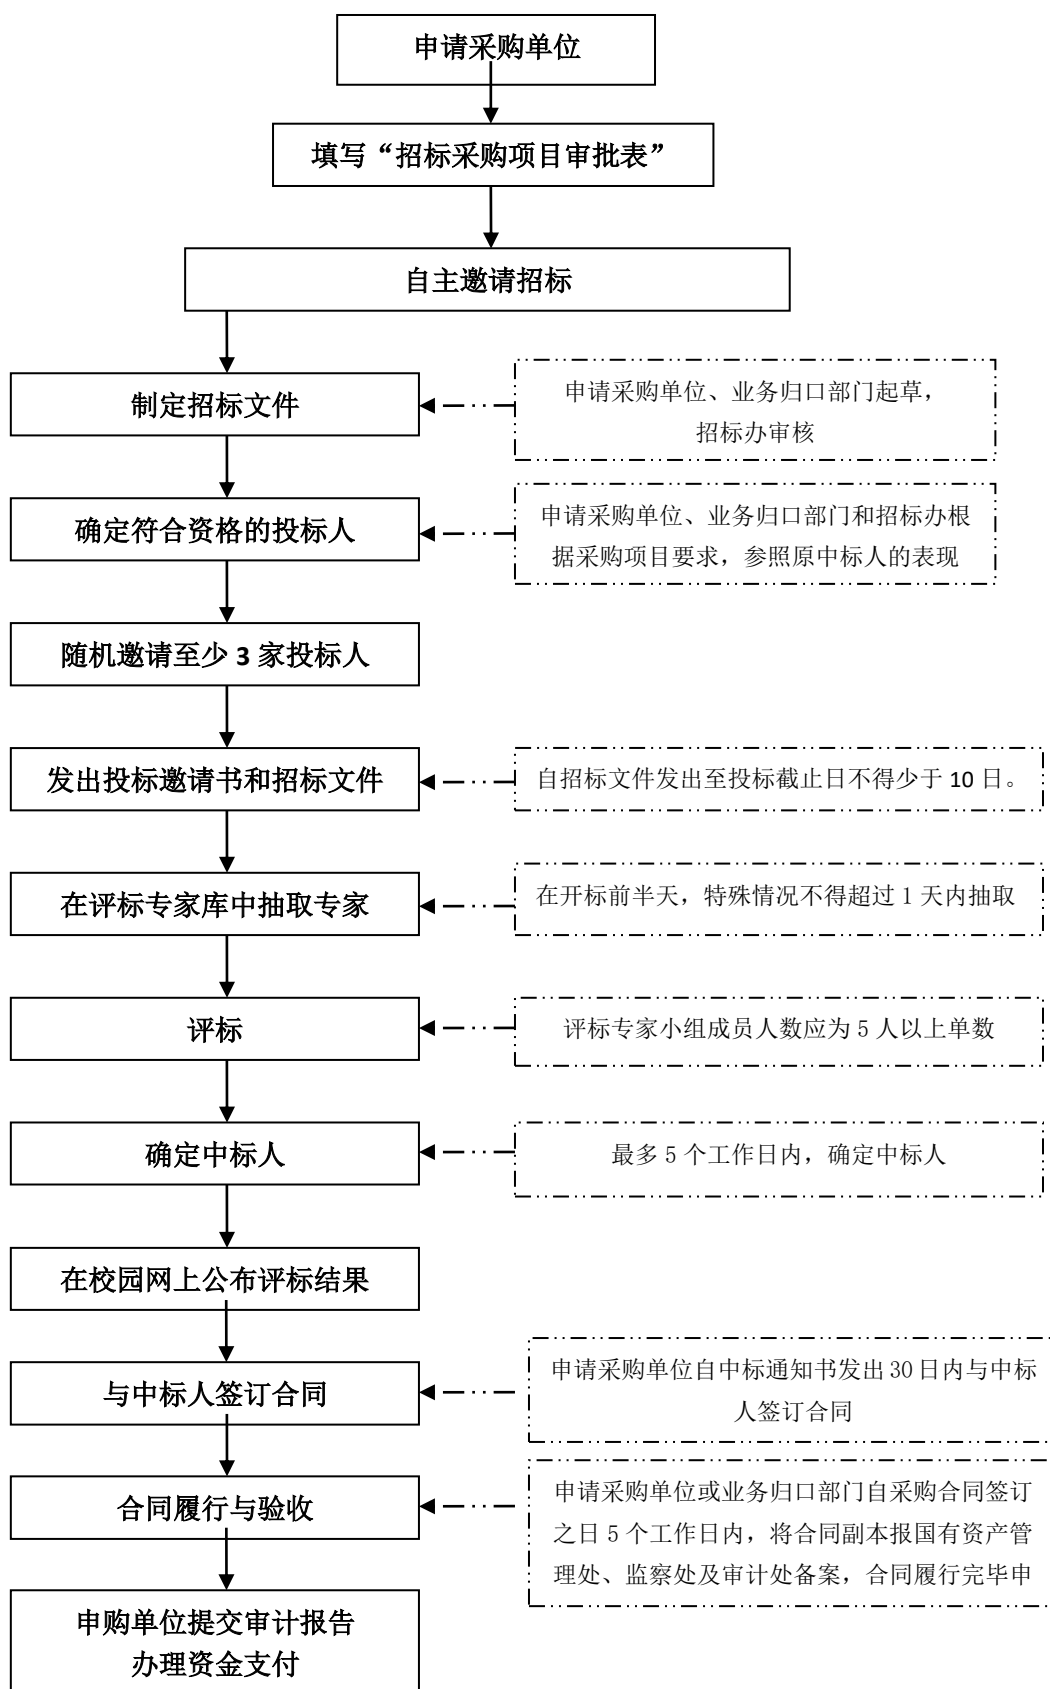 申请采购单位
填写“招标采购项目审批表”
自主邀请招标
制定招标文件
申请采购单位、业务归口部门起草，
招标办审核
确定符合资格的投标人
申请采购单位、业务归口部门和招标办根
据采购项目要求，参照原中标人的表现
随机邀请至少 3 家投标人
发出投标邀请书和招标文件
自招标文件发出至投标截止日不得少于 10 日。
在评标专家库中抽取专家
在开标前半天，特殊情况不得超过 1 天内抽取
评标
评标专家小组成员人数应为 5 人以上单数
确定中标人
最多 5 个工作日内，确定中标人
在校园网上公布评标结果
与中标人签订合同
申请采购单位自中标通知书发出 30 日内与中标
人签订合同
合同履行与验收
申请采购单位或业务归口部门自采购合同签订
之日 5 个工作日内，将合同副本报国有资产管
理处、监察处及审计处备案，合同履行完毕申
申购单位提交审计报告
办理资金支付